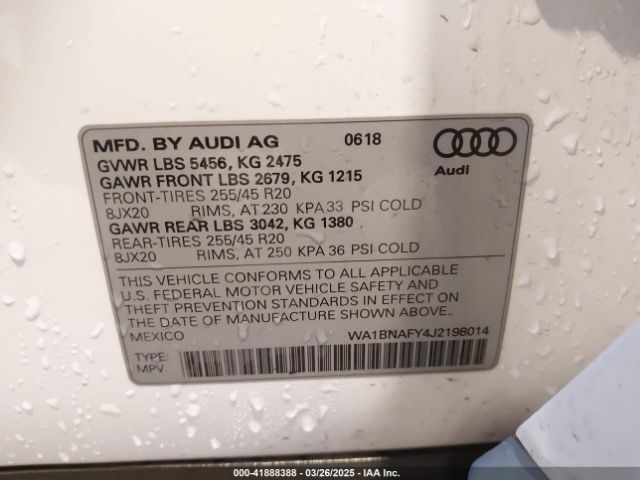 MFD. BY AUDI AG 0618
GVWR LBS 5456, KG 2475
GAWR FRONT LBS 2679, KG 1215
FRONT-TIRES 255/45 R20
8JX20 RIMS, AT 230 KPA 33 PSI COLD
GAWR REAR LBS 3042, KG 1380
REAR-TIRES 255/45 R20
8JX20 RIMS, AT 250 KPA 36 PSI COLD
Audi
THIS VEHICLE CONFORMS TO ALL APPLICABLE
U.S. FEDERAL MOTOR VEHICLE SAFETY AND
THEFT PREVENTION STANDARDS IN EFFECT ON
THE DATE OF MANUFACTURE SHOWN ABOVE.
MEXICO WA1BNAFY4J2198014
TYPE:
MPV
000-41888388 - 03/26/2025 - IAA Inc.